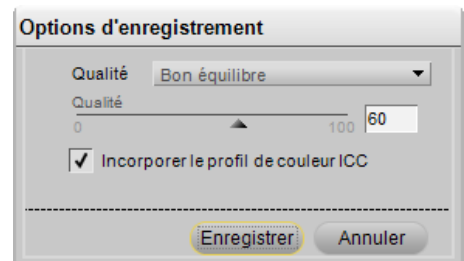 Options d'enregistrement
Qualité Bon équilibre
Qualité
0 100 60
Incorporer le profil de couleur ICC
Enregistrer Annuler